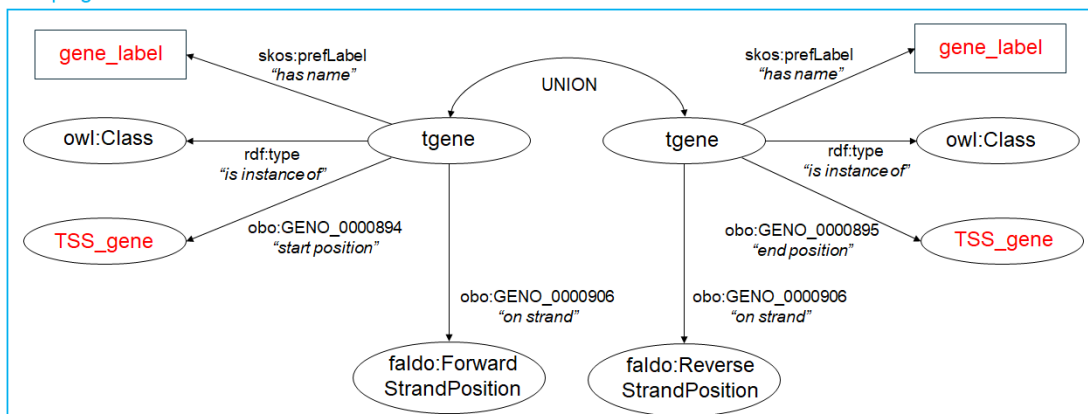 gene_label
skos:prefLabel
"has name"
owl:Class
rdf:type
"is instance of"
TSS_gene
obo:GENO_0000894
"start position"
tgene
UNION
tgene
obo:GENO_0000906
"on strand"
faldo:Forward
StrandPosition
skos:prefLabel
"has name"
gene_label
rdf:type
"is instance of"
owl:Class
obo:GENO_0000895
"end position"
TSS_gene
obo:GENO_0000906
"on strand"
faldo:Reverse
StrandPosition